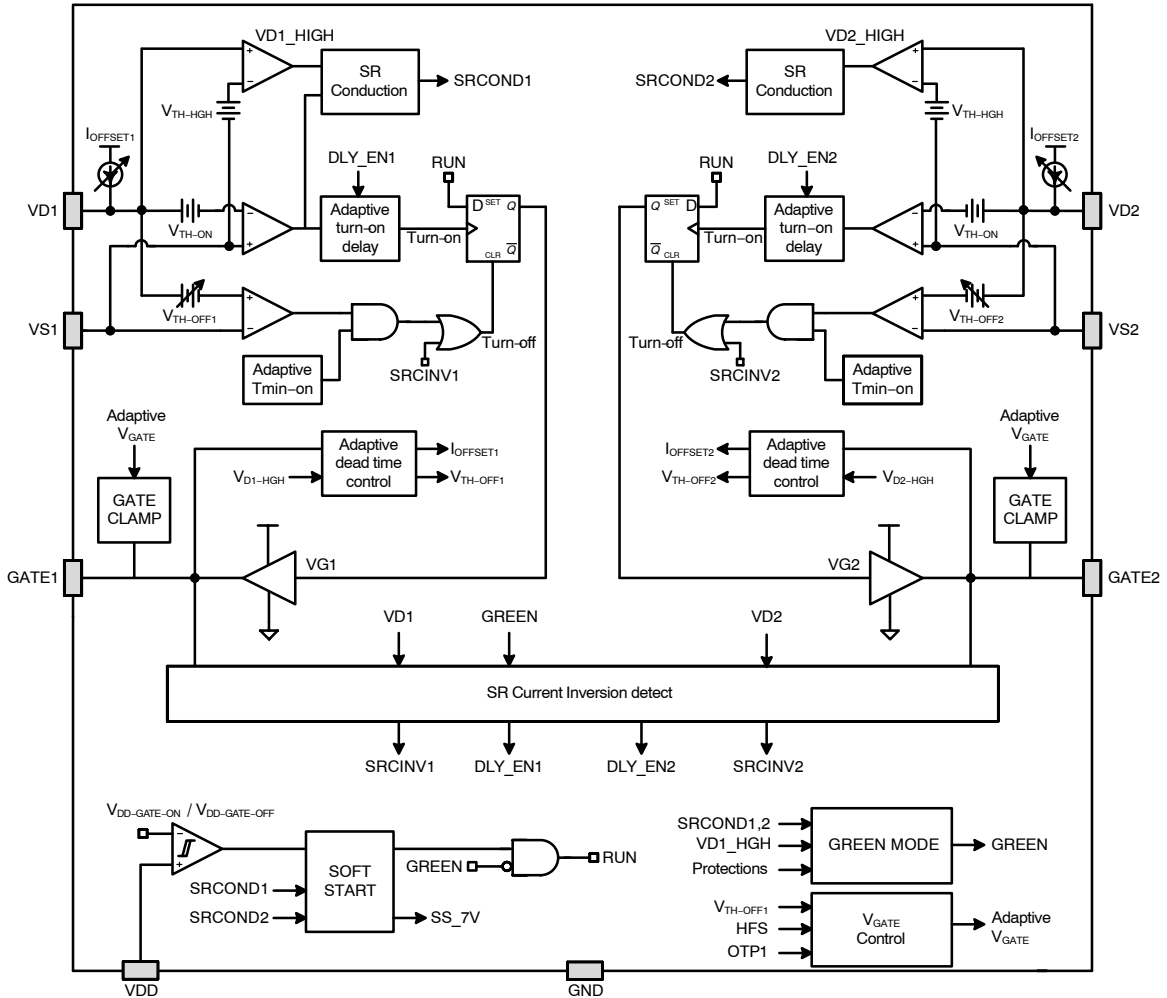 VD1_HIGH
SR
Conduction
SRCOND1
VTH−HGH
IOFFSET1
DLY_EN1
RUN
VD1
VTH−ON
Adaptive
turn−on
delay
Turn−on
D SET Q
CLR Q
VS1
VTH−OFF1
Adaptive
Tmin−on
SRCINV1
Turn−off
VD2_HIGH
SRCOND2
SR
Conduction
VTH−HGH
IOFFSET2
RUN
DLY_EN2
Q SET D
Q CLR
Turn−on
Adaptive
turn−on
delay
VTH−ON
VD2
VTH−OFF2
VS2
Turn−off
SRCINV2
Adaptive
Tmin−on
Adaptive
VGATE
GATE
CLAMP
VD1−HGH
Adaptive
dead time
control
IOFFSET1
VTH−OFF1
GATE1
VG1
IOFFSET2
VTH−OFF2
Adaptive
dead time
control
VD2−HGH
Adaptive
VGATE
GATE
CLAMP
VG2
GATE2
VD1
GREEN
VD2
SR Current Inversion detect
SRCINV1
DLY_EN1
DLY_EN2
SRCINV2
VDD−GATE−ON / VDD−GATE−OFF
SRCOND1
SRCOND2
SOFT
START
GREEN
RUN
SS_7V
SRCOND1,2
VD1_HGH
Protections
GREEN MODE
GREEN
VTH−OFF1
HFS
OTP1
VGATE
Control
Adaptive
VGATE
VDD
GND